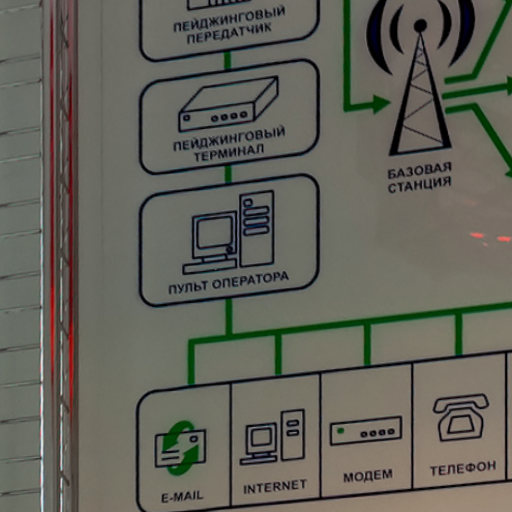 ПЕЙДЖИНГОВЫЙ
ПЕРЕДАТЧИК
ПЕЙДЖИНГОВЫЙ
ТЕРМИНАЛ
БАЗОВАЯ
СТАНЦИЯ
ПУЛЬТ ОПЕРАТОРА
E-MAIL
INTERNET
МОДЕМ
ТЕЛЕФОН